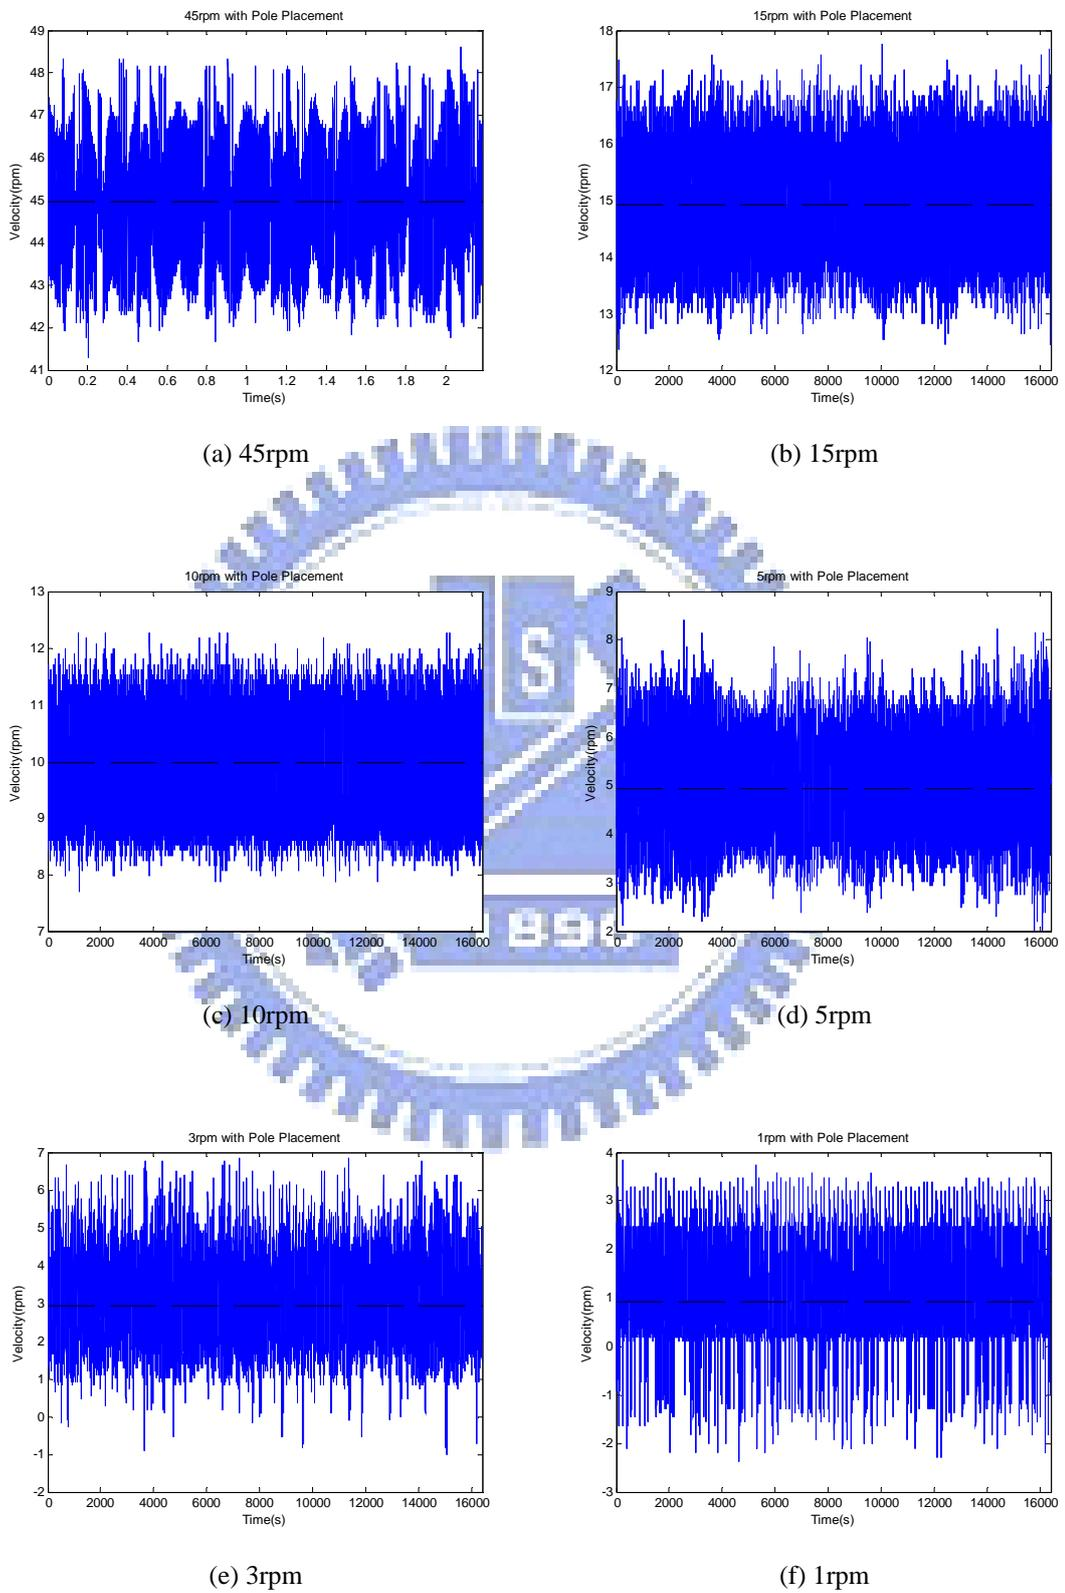 45rpm with Pole Placement
Velocity(rpm)
49
48
47
46
45
44
43
42
41
0 0.2 0.4 0.6 0.8 1 1.2 1.4 1.6 1.8 2
Time(s)
(a) 45rpm
15rpm with Pole Placement
Velocity(rpm)
18
17
16
15
14
13
12
0 2000 4000 6000 8000 10000 12000 14000 16000
Time(s)
(b) 15rpm
10rpm with Pole Placement
Velocity(rpm)
13
12
11
10
9
8
7
0 2000 4000 6000 8000 10000 12000 14000 16000
Time(s)
(c) 10rpm
5rpm with Pole Placement
Velocity(rpm)
9
8
7
6
5
4
3
2
0 2000 4000 6000 8000 10000 12000 14000 16000
Time(s)
(d) 5rpm
3rpm with Pole Placement
Velocity(rpm)
7
6
5
4
3
2
1
0
-1
-2
0 2000 4000 6000 8000 10000 12000 14000 16000
Time(s)
(e) 3rpm
1rpm with Pole Placement
Velocity(rpm)
4
3
2
1
0
-1
-2
-3
0 2000 4000 6000 8000 10000 12000 14000 16000
Time(s)
(f) 1rpm